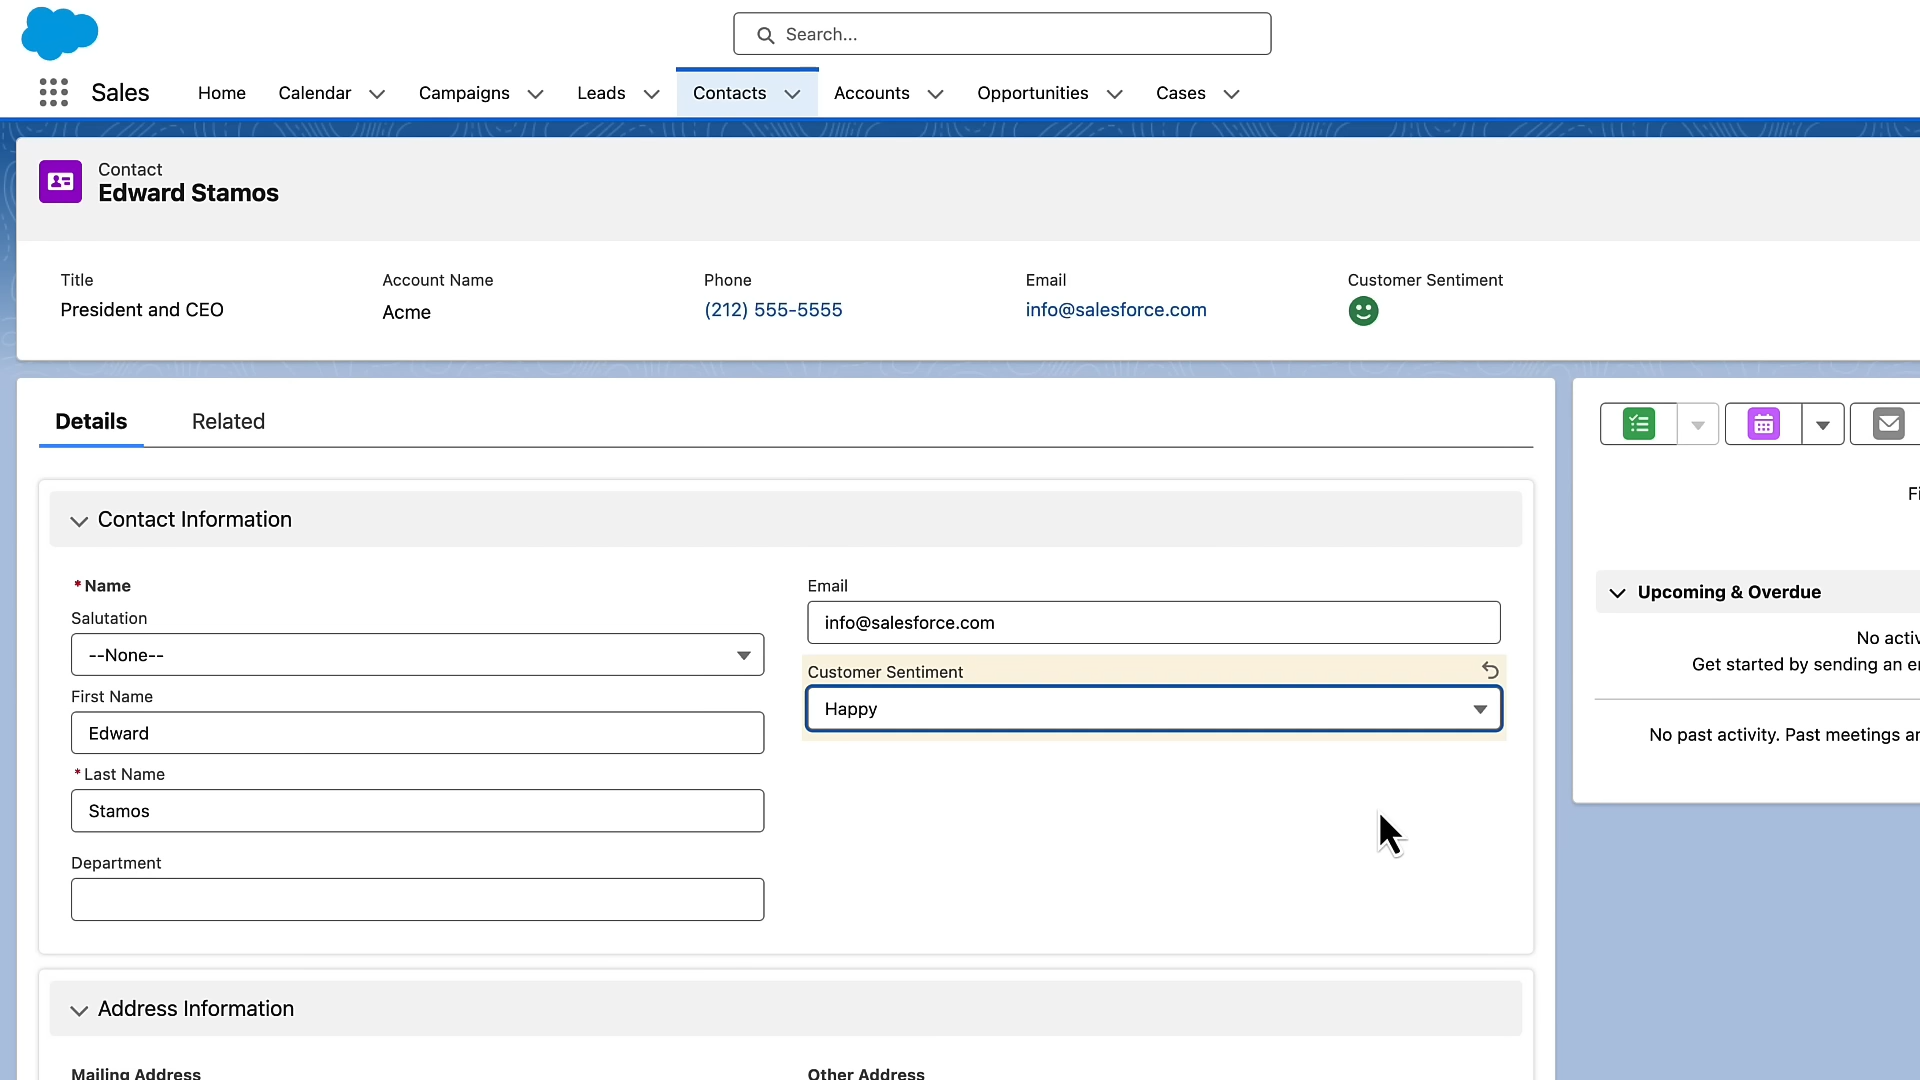 Search...
Sales Home Calendar Campaigns Leads Contacts Accounts Opportunities Cases
Contact
Edward Stamos
Title Account Name Phone Email Customer Sentiment
President and CEO Acme (212) 555-5555 info@salesforce.com
Details Related
Contact Information
* Name
Salutation
--None--
First Name
Edward
* Last Name
Stamos
Department
Email
info@salesforce.com
Customer Sentiment
Happy
Address Information
Mailing Address Other Address
Upcoming & Overdue
No
Get started by sending an
No past activity. Past meetings